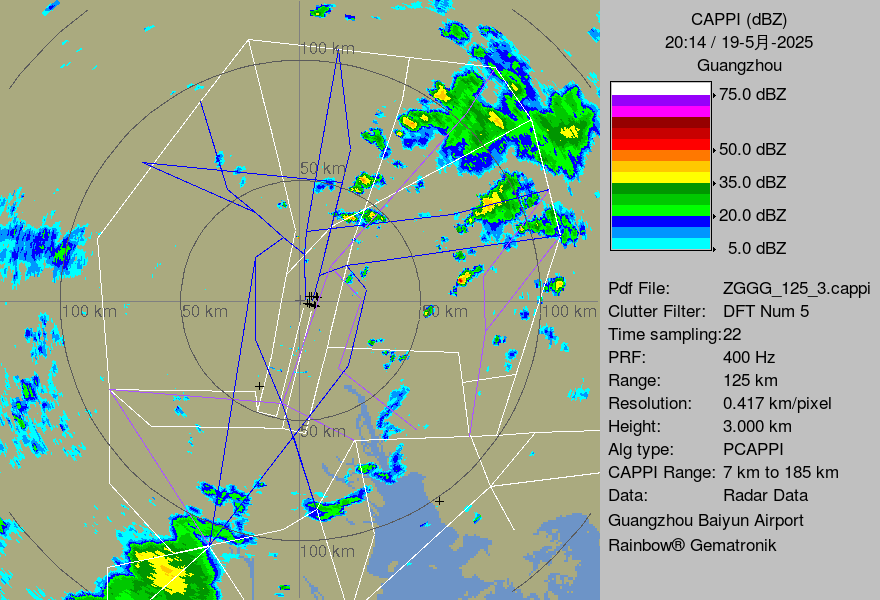 100 km
50 km
100 km
50 km
50 km
100 km
50 km
100 km
CAPPI (dBZ)
20:14 / 19-5月-2025
Guangzhou
75.0 dBZ
50.0 dBZ
35.0 dBZ
20.0 dBZ
5.0 dBZ
Pdf File: ZGGG_125_3.cappi
Clutter Filter: DFT Num 5
Time sampling:22
PRF: 400 Hz
Range: 125 km
Resolution: 0.417 km/pixel
Height: 3.000 km
Alg type: PCAPPI
CAPPI Range: 7 km to 185 km
Data: Radar Data
Guangzhou Baiyun Airport
Rainbow® Gematronik